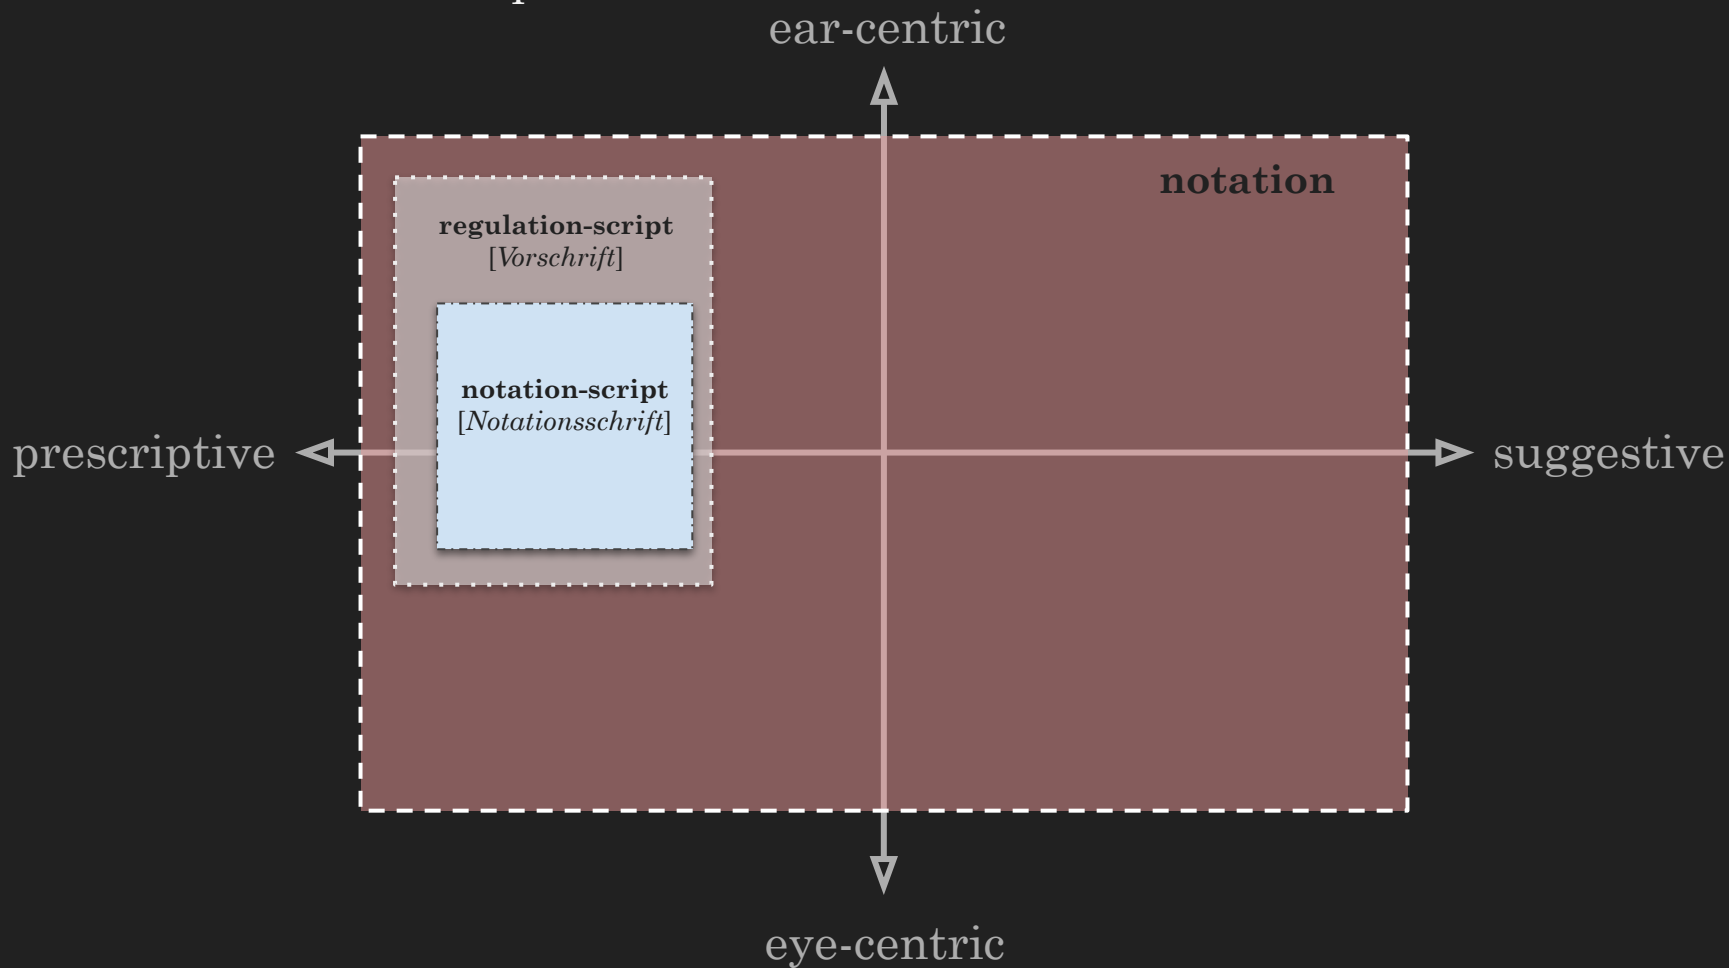 ear-centric
notation
regulation-script
[Vorschrift]
notation-script
[Notationsschrift]
prescriptive
suggestive
eye-centric